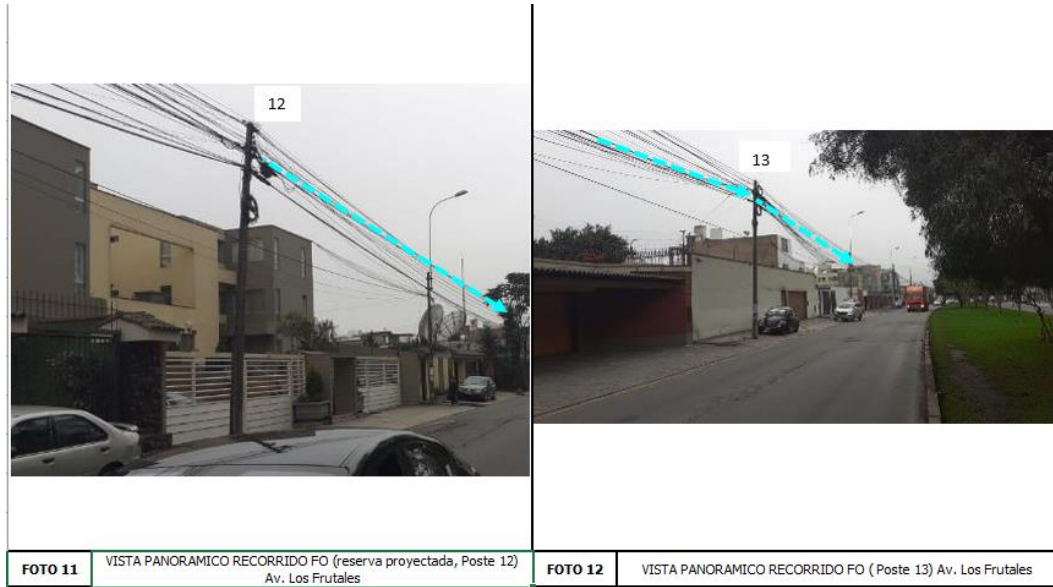 12
13
FOTO 11
VISTA PANORAMICO RECORRIDO FO (reserva proyectada, Poste 12)
Av. Los Frutales
FOTO 12
VISTA PANORAMICO RECORRIDO FO ( Poste 13) Av. Los Frutales